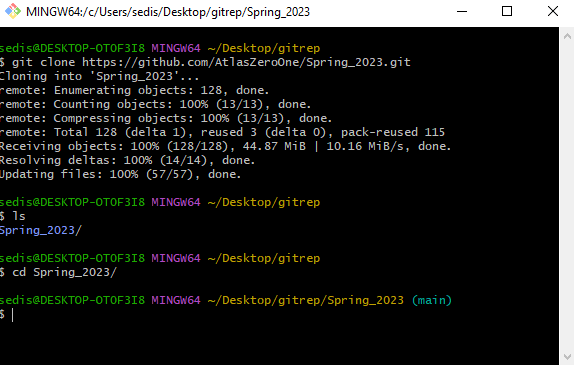 MINGW64:/c/Users/sedis/Desktop/gitrep/Spring_2023
sedis@DESKTOP-OT0F3I8 MINGW64 ~/Desktop/gitrep
$ git clone https://github.com/AtlasZeroOne/Spring_2023.git
Cloning into 'Spring_2023'...
remote: Enumerating objects: 128, done.
remote: Counting objects: 100% (13/13), done.
remote: Compressing objects: 100% (13/13), done.
remote: Total 128 (delta 1), reused 3 (delta 0), pack-reused 115
Receiving objects: 100% (128/128), 44.87 MiB | 10.16 MiB/s, done.
Resolving deltas: 100% (14/14), done.
Updating files: 100% (57/57), done.
sedis@DESKTOP-OT0F3I8 MINGW64 ~/Desktop/gitrep
$ ls
Spring_2023/
sedis@DESKTOP-OT0F3I8 MINGW64 ~/Desktop/gitrep
$ cd Spring_2023/
sedis@DESKTOP-OT0F3I8 MINGW64 ~/Desktop/gitrep/Spring_2023 (main)
$